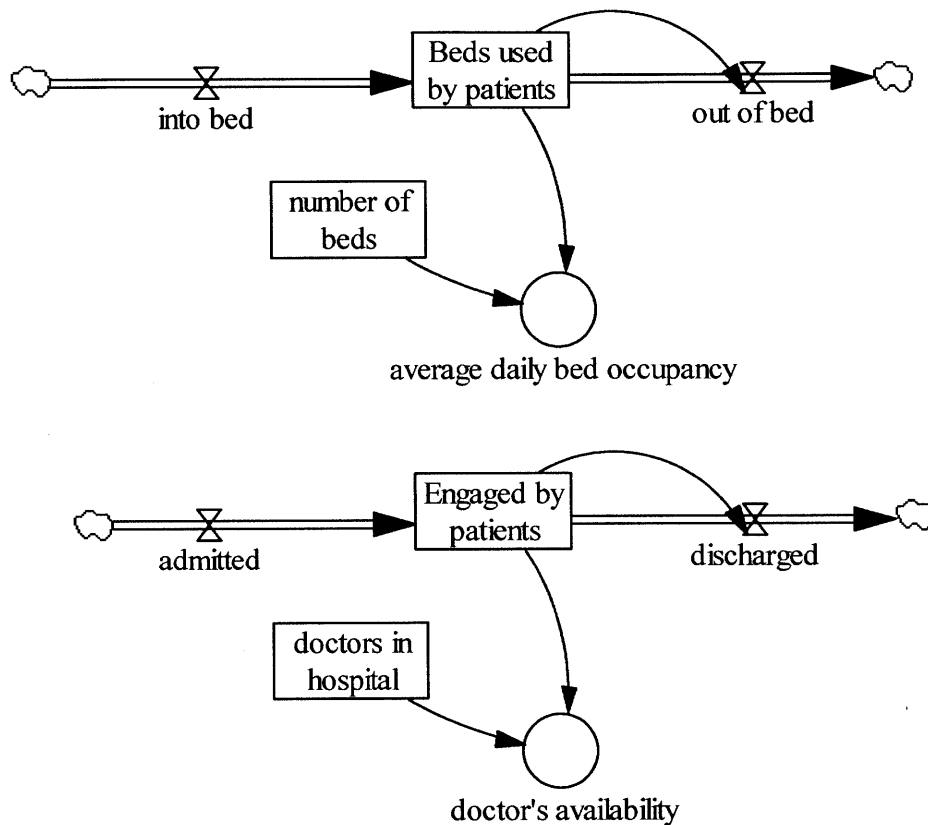 Beds used
by patients
into bed
out of bed
number of
beds
average daily bed occupancy
Engaged by
patients
admitted
discharged
doctors in
hospital
doctor's availability